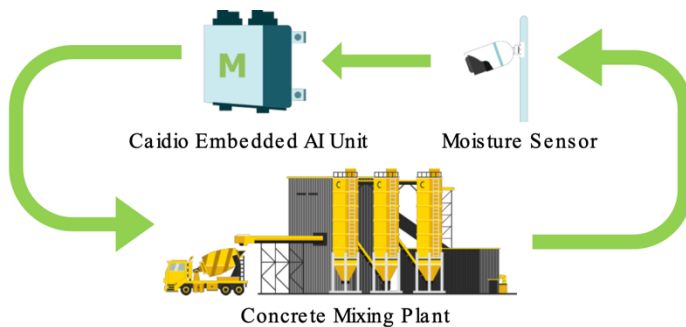 M
Caidio Embedded AI Unit
Moisture Sensor
C
C
C
Concrete Mixing Plant